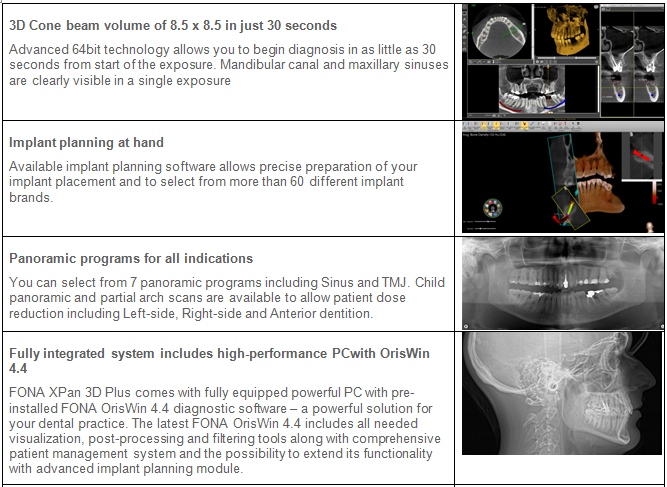 3D Cone beam volume of 8.5 x 8.5 in just 30 seconds
Advanced 64bit technology allows you to begin diagnosis in as little as 30
seconds from start of the exposure. Mandibular canal and maxillary sinuses
are clearly visible in a single exposure
Implant planning at hand
Available implant planning software allows precise preparation of your
implant placement and to select from more than 60 different implant
brands.
Panoramic programs for all indications
You can select from 7 panoramic programs including Sinus and TMJ. Child
panoramic and partial arch scans are available to allow patient dose
reduction including Left-side, Right-side and Anterior dentition.
Fully integrated system includes high-performance PCwith OrisWin
4.4
FONA XPan 3D Plus comes with fully equipped powerful PC with pre-
installed FONA OrisWin 4.4 diagnostic software – a powerful solution for
your dental practice. The latest FONA OrisWin 4.4 includes all needed
visualization, post-processing and filtering tools along with comprehensive
patient management system and the possibility to extend its functionality
with advanced implant planning module.